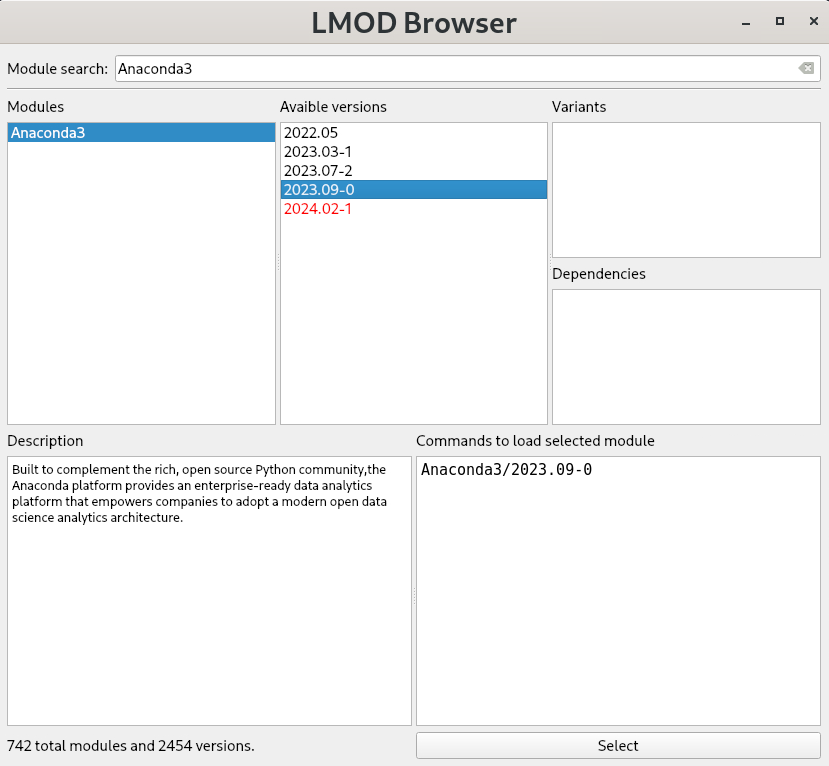 LMOD Browser
Module search: Anaconda3
Modules
Anaconda3
Avaible versions
2022.05
2023.03-1
2023.07-2
2023.09-0
2024.02-1
Variants
Dependencies
Description
Built to complement the rich, open source Python community,the
Anaconda platform provides an enterprise-ready data analytics
platform that empowers companies to adopt a modern open data
science analytics architecture.
Commands to load selected module
Anaconda3/2023.09-0
742 total modules and 2454 versions.
Select